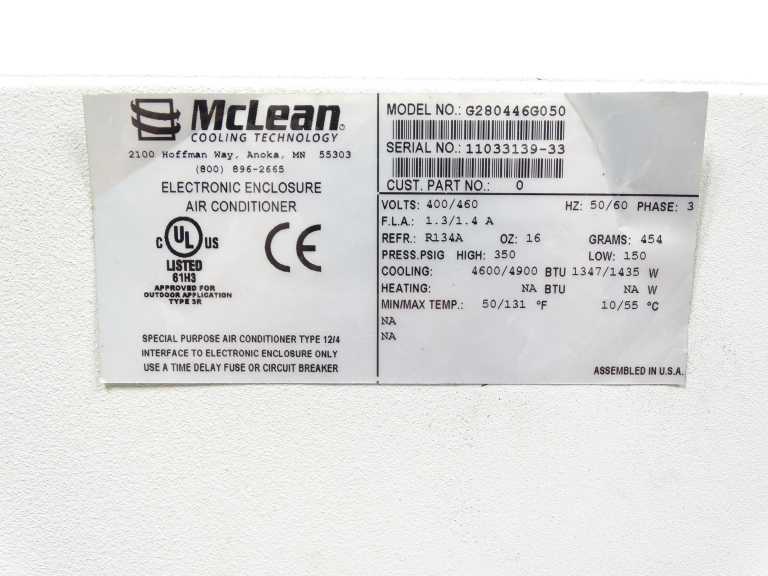 McLean
COOLING TECHNOLOGY
2100 Hoffman Way, Anoka, MN 55303
(800) 896-2665
ELECTRONIC ENCLOSURE
AIR CONDITIONER
C UL US
LISTED
61H3
APPROVED FOR
OUTDOOR APPLICATION
TYPE 3R
CE
SPECIAL PURPOSE AIR CONDITIONER TYPE 12/4
INTERFACE TO ELECTRONIC ENCLOSURE ONLY
USE A TIME DELAY FUSE OR CIRCUIT BREAKER
MODEL NO.: G280446G050
SERIAL NO.: 11033139-33
CUST. PART NO.: 0
VOLTS: 400/460 HZ: 50/60 PHASE: 3
F.L.A.: 1.3/1.4 A
REFR.: R134A OZ: 16 GRAMS: 454
PRESS.PSIG HIGH: 350 LOW: 150
COOLING: 4600/4900 BTU 1347/1435 W
HEATING: NA BTU NA W
MIN/MAX TEMP.: 50/131 °F 10/55 °C
NA
NA
ASSEMBLED IN U.S.A.